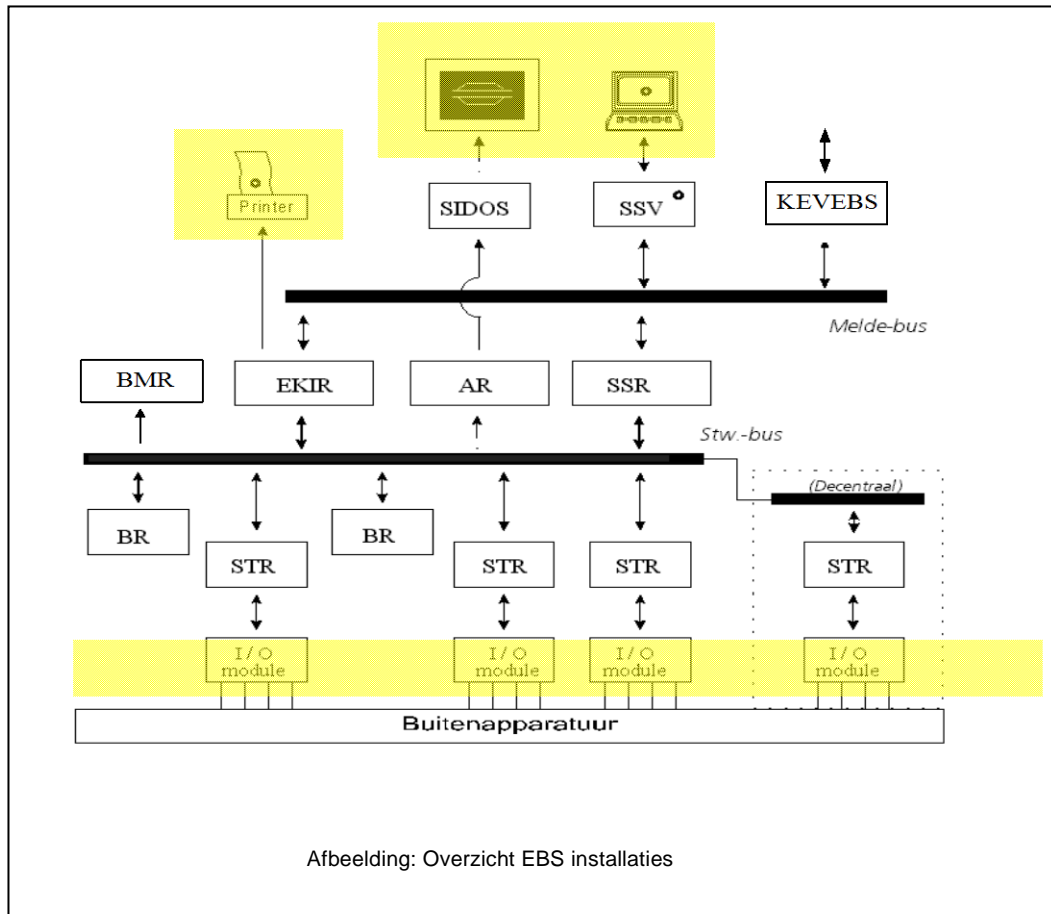 Printer
SIDOS
SSV
KEVEBS
Melde-bus
BMR
EKIR
AR
SSR
Stw.-bus
(Decentraal)
BR
BR
STR
STR
STR
STR
I/O
module
I/O
module
I/O
module
I/O
module
Buitenapparatuur
Afbeelding: Overzicht EBS installaties